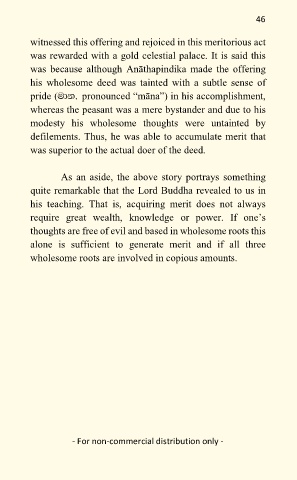 46
witnessed this offering and rejoiced in this meritorious act
was rewarded with a gold celestial palace. It is said this
was because although Anāthapindika made the offering
his wholesome deed was tainted with a subtle sense of
pride (මාන. pronounced “māna”) in his accomplishment,
whereas the peasant was a mere bystander and due to his
modesty his wholesome thoughts were untainted by
defilements. Thus, he was able to accumulate merit that
was superior to the actual doer of the deed.
As an aside, the above story portrays something
quite remarkable that the Lord Buddha revealed to us in
his teaching. That is, acquiring merit does not always
require great wealth, knowledge or power. If one’s
thoughts are free of evil and based in wholesome roots this
alone is sufficient to generate merit and if all three
wholesome roots are involved in copious amounts.
- For non-commercial distribution only -